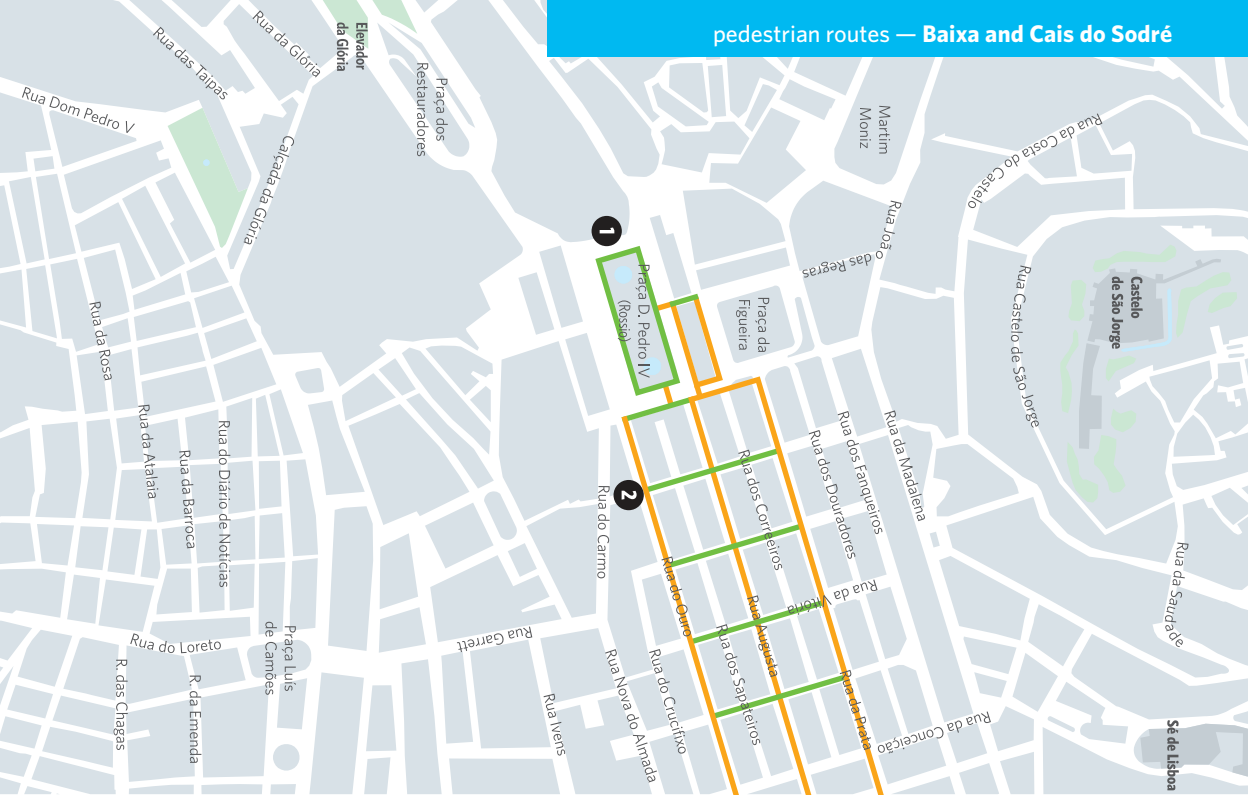 pedestrian routes — Baixa and Cais do Sodré
Elevador
da Glória
Rua da Glória
Rua das Taipas
Rua Dom Pedro V
Calçada da Glória
Praça dos
Restauradores
Martim
Moniz
Rua da Costa do Castelo
Rua Joã
o das Regras
1
Praça D. Pedro IV
(Rossio)
Praça da
Figueira
Castelo
de São Jorge
Rua Castelo de São Jorge
Rua da Rosa
Rua da Atalaia
Rua da Barroca
Rua do Diário de Notícias
2
Rua do Carmo
Rua dos Correeiros
Rua dos Douradores
Rua dos Fanqueiros
Rua da Madalena
Rua da Saudade
Rua do Ouro
Rua da Vitória
Rua Augusta
Rua Garrett
Rua do Loreto
Praça Luís
de Camões
R. das Chagas
R. da Emenda
Rua Ivens
Rua Nova do Almada
Rua do Crucifixo
Rua dos Sapateiros
Rua da Prata
Rua da Conceição
Sé de Lisboa